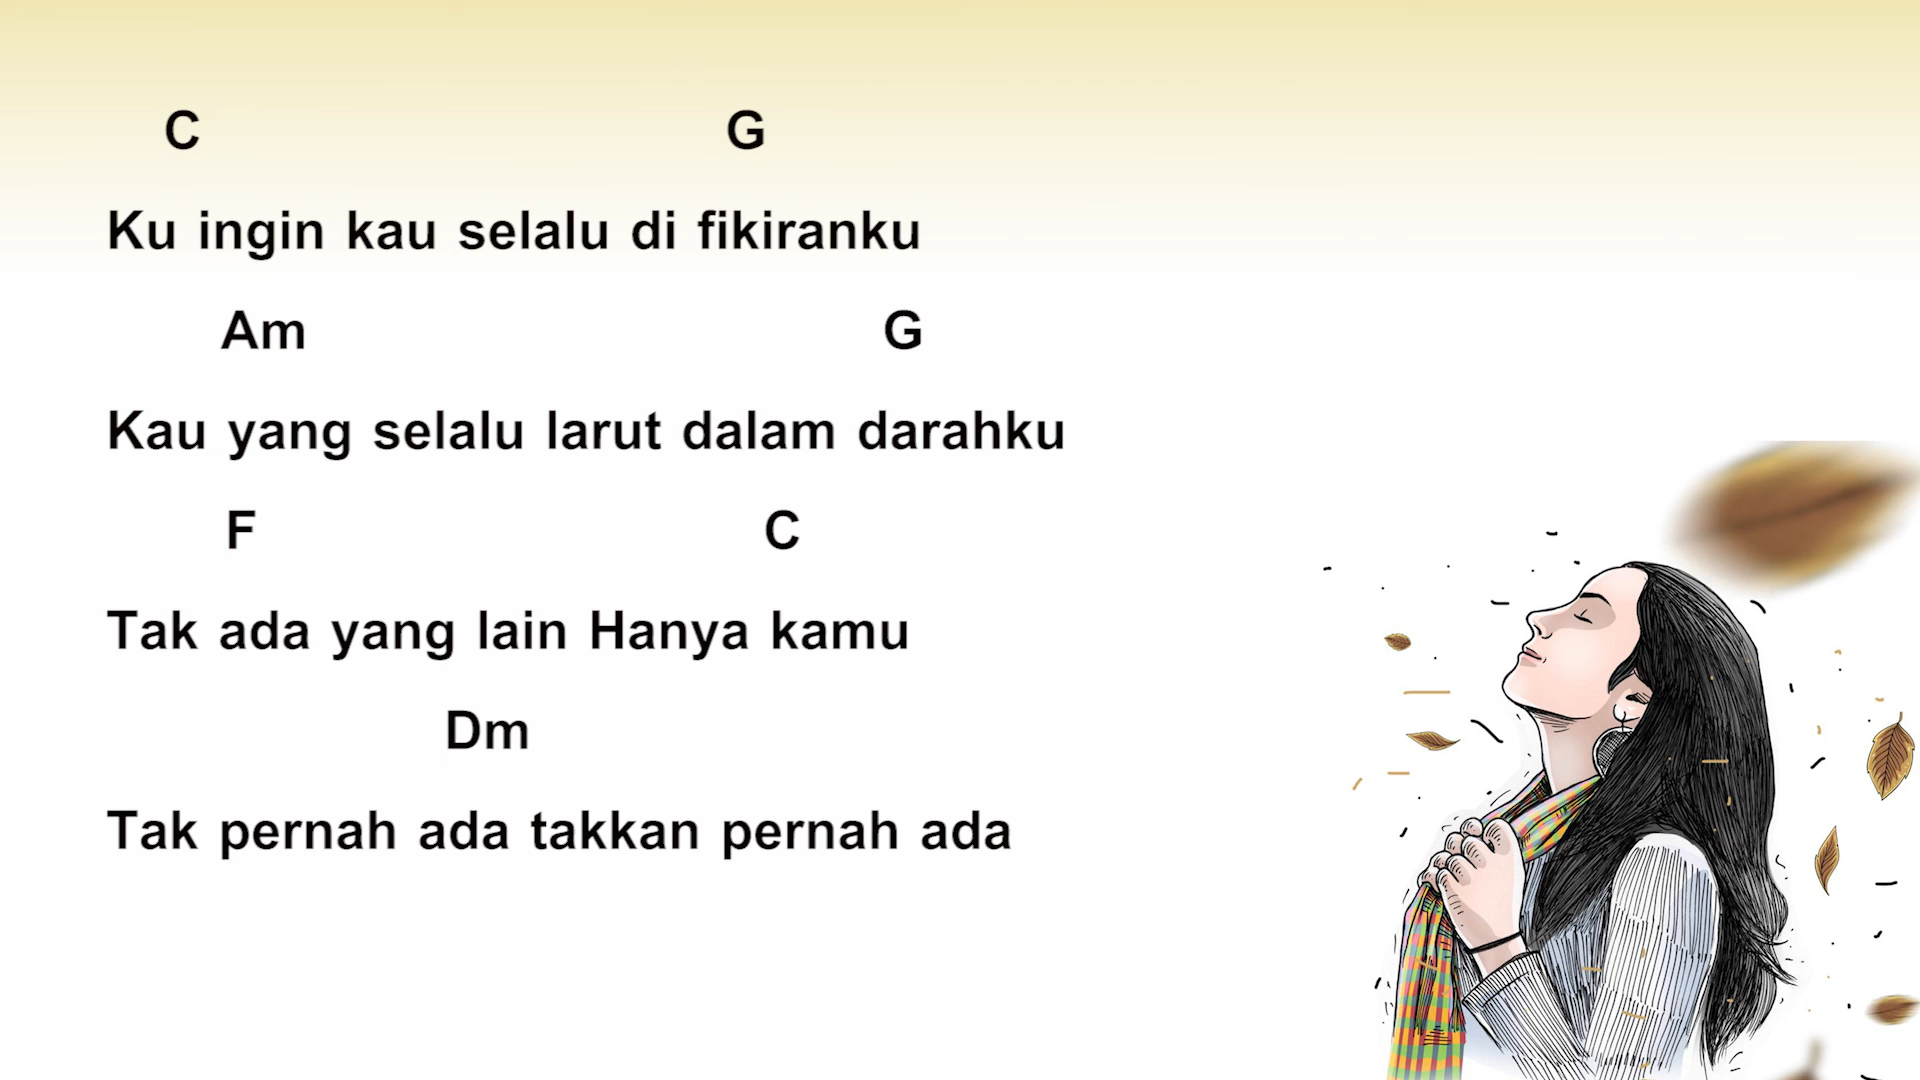 C G
Ku ingin kau selalu di fikiranku
Am G
Kau yang selalu larut dalam darahku
F C
Tak ada yang lain Hanya kamu
Dm
Tak pernah ada takkan pernah ada